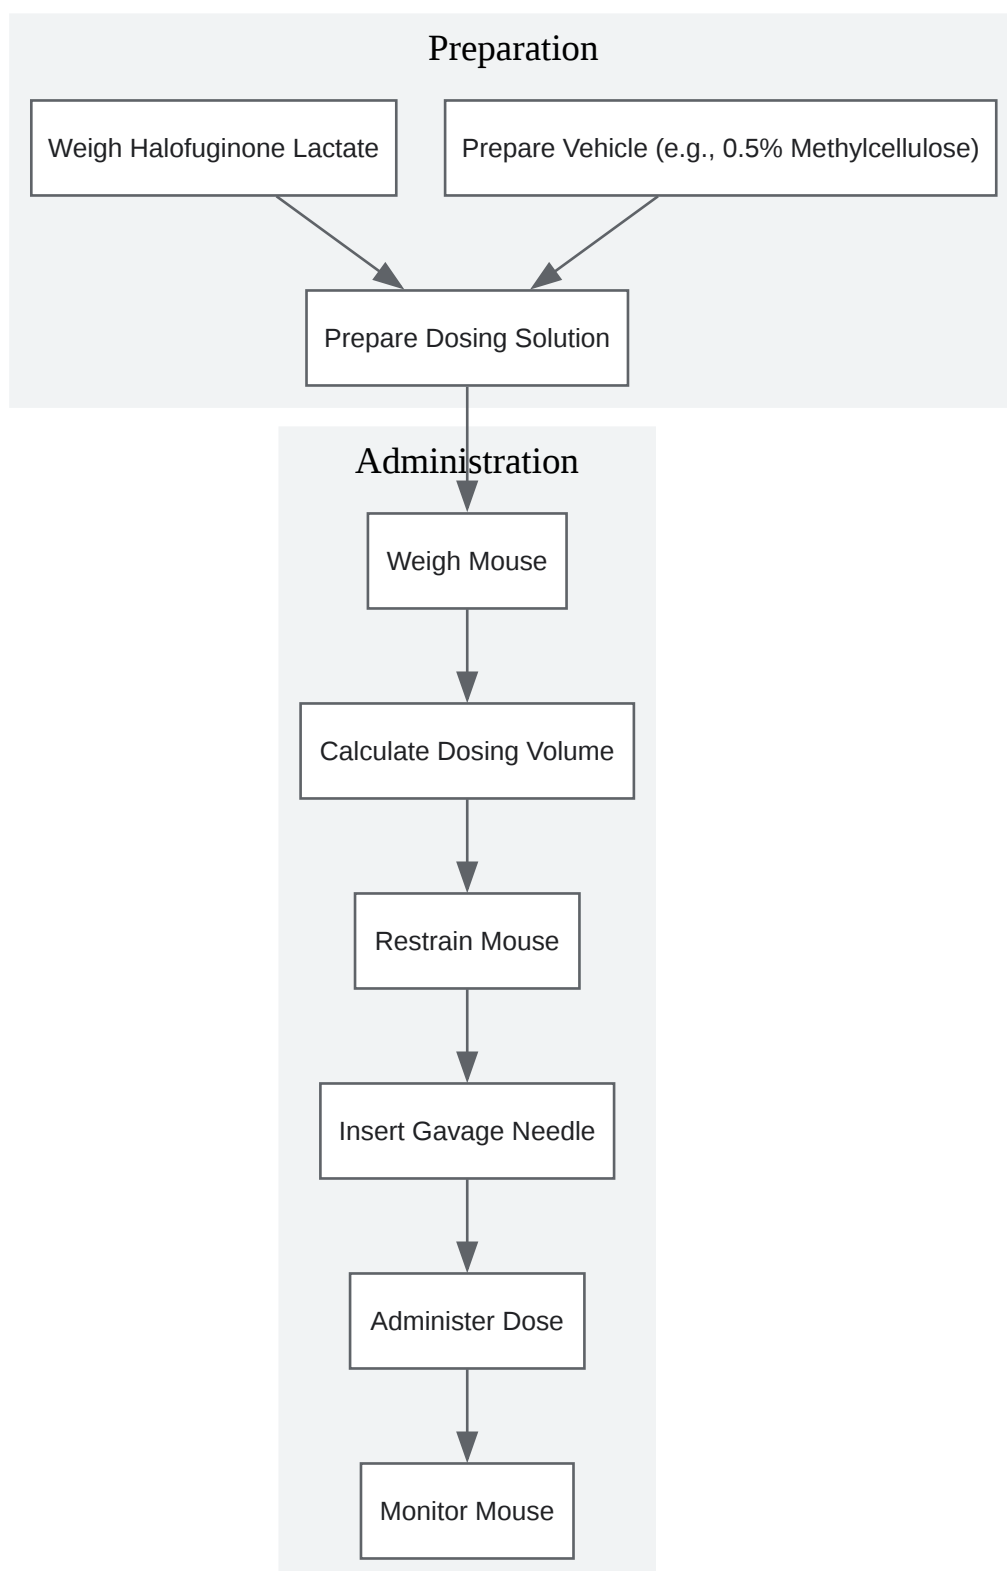 Preparation
Weigh Halofuginone Lactate
Prepare Vehicle (e.g., 0.5% Methylcellulose)
Prepare Dosing Solution
Administration
Weigh Mouse
Calculate Dosing Volume
Restrain Mouse
Insert Gavage Needle
Administer Dose
Monitor Mouse